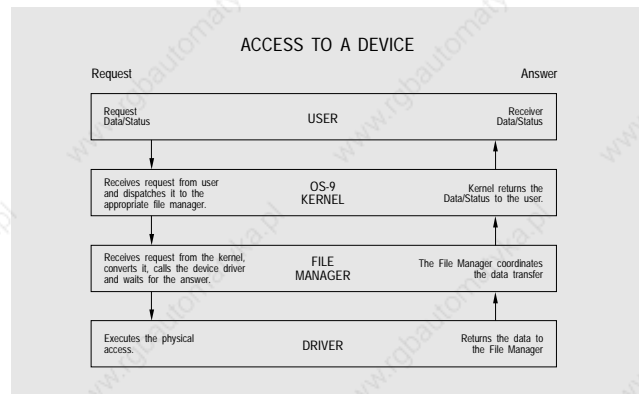 ACCESS TO A DEVICE
Request
Answer
Request
Data/Status
USER
Receiver
Data/Status
Receives request from user
and dispatches it to the
appropriate file manager.
OS-9
KERNEL
Kernel returns the
Data/Status to the user.
Receives request from the kernel,
converts it, calls the device driver
and waits for the answer.
FILE
MANAGER
The File Manager coordinates
the data transfer
Executes the physical
access.
DRIVER
Returns the data to
the File Manager
www.rgbautomatyka.pl